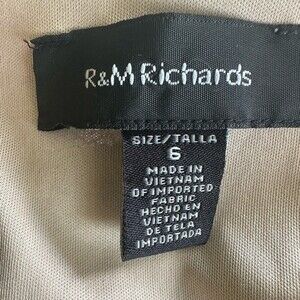 R&M Richards
SIZE/TALLA
6
MADE IN
VIETNAM
OF IMPORTED
FABRIC
HECHO EN
VIETNAM
DE TELA
IMPORTADA